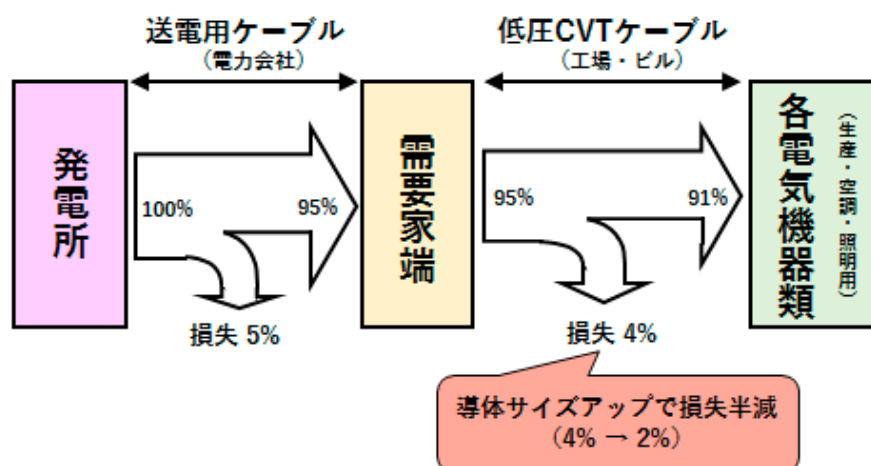 送電用ケーブル
（電力会社）
低圧CVTケーブル
（工場・ビル）
発電所
100%
95%
損失 5%
需要家端
95%
91%
損失 4%
各電気機器類
（生産・空調・照明用）
導体サイズアップで損失半減
（4% → 2%）